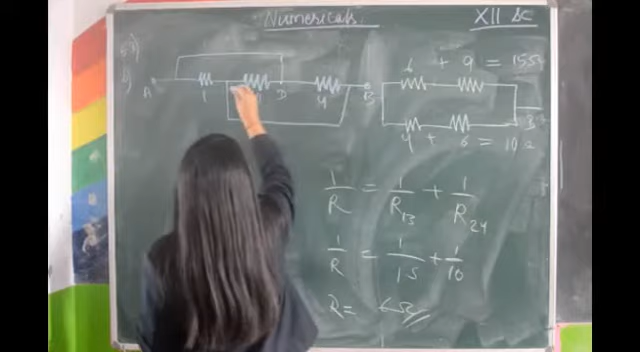 Numericals
XII SC
A
1
D
4
B
6 + 9 = 15Ω
4 + 6 = 10Ω
1/R = 1/R₁₃ + 1/R₂₄
1/R = 1/15 + 1/10
R = 6Ω